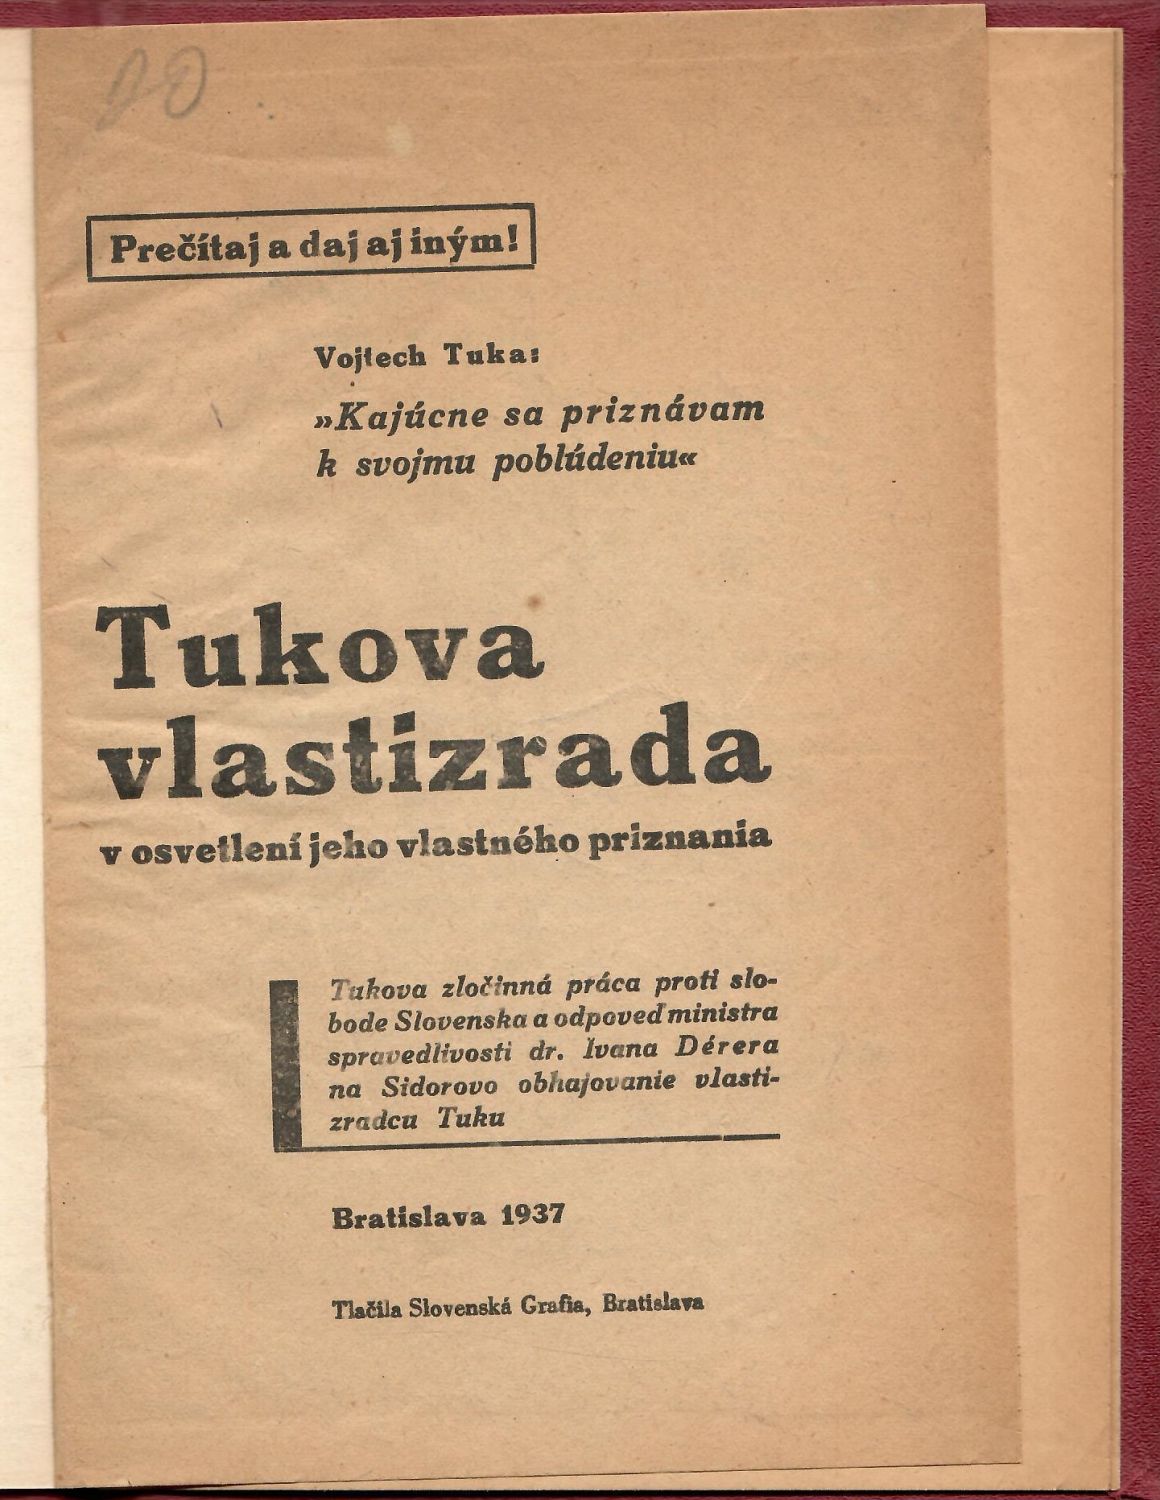 Prečítaj a daj aj iným!
Vojtech Tuka:
»Kajúcne sa priznávam
k svojmu poblúdeniu«
Tukova
vlastizrada
v osvetlení jeho vlastného priznania
Tukova zločinná práca proti slo-
bode Slovenska a odpoveď ministra
spravedlivosti dr. Ivana Dérera
na Sidorovo obhajovanie vlasti-
zradcu Tuku
Bratislava 1937
Tlačila Slovenská Grafia, Bratislava